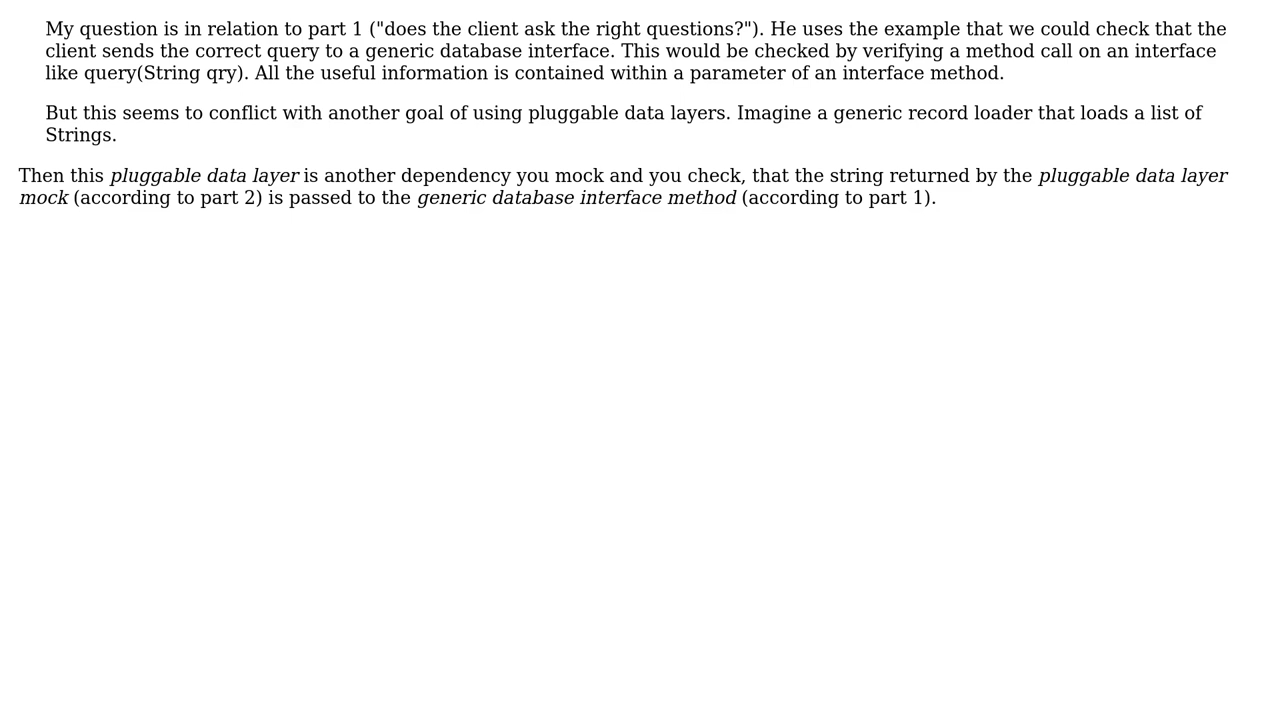 My question is in relation to part 1 ("does the client ask the right questions?"). He uses the example that we could check that the
client sends the correct query to a generic database interface. This would be checked by verifying a method call on an interface
like query(String qry). All the useful information is contained within a parameter of an interface method.
But this seems to conflict with another goal of using pluggable data layers. Imagine a generic record loader that loads a list of
Strings.
Then this pluggable data layer is another dependency you mock and you check, that the string returned by the pluggable data layer
mock (according to part 2) is passed to the generic database interface method (according to part 1).